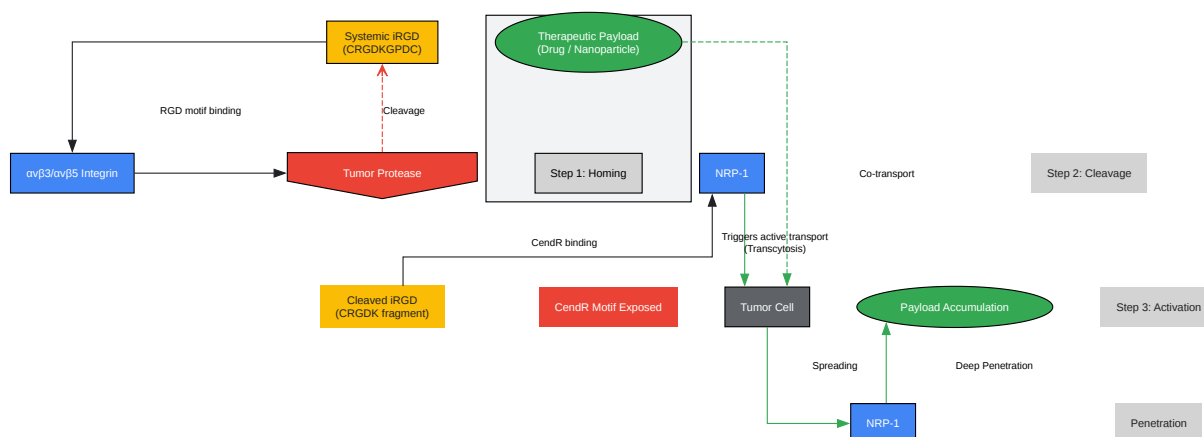 Systemic iRGD
(CRGDKGPDC)
Therapeutic Payload
(Drug / Nanoparticle)
RGD motif binding
Cleavage
αvβ3/αvβ5 Integrin
Tumor Protease
Step 1: Homing
NRP-1
Co-transport
Step 2: Cleavage
CendR binding
Triggers active transport
(Transcytosis)
Cleaved iRGD
(CRGDK fragment)
CendR Motif Exposed
Tumor Cell
Payload Accumulation
Step 3: Activation
Spreading
Deep Penetration
NRP-1
Penetration